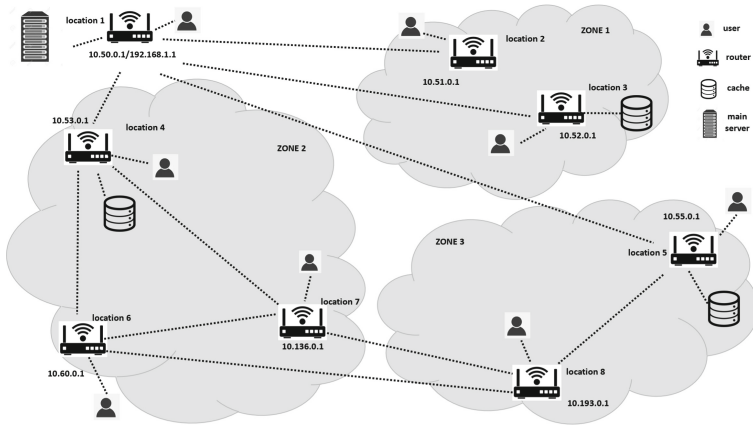 location 1
10.50.0.1/192.168.1.1
location 2
10.51.0.1
ZONE 1
location 3
10.52.0.1
user
router
cache
main
server
10.53.0.1
location 4
ZONE 2
location 7
10.136.0.1
location 6
10.60.0.1
ZONE 3
10.55.0.1
location 5
location 8
10.193.0.1